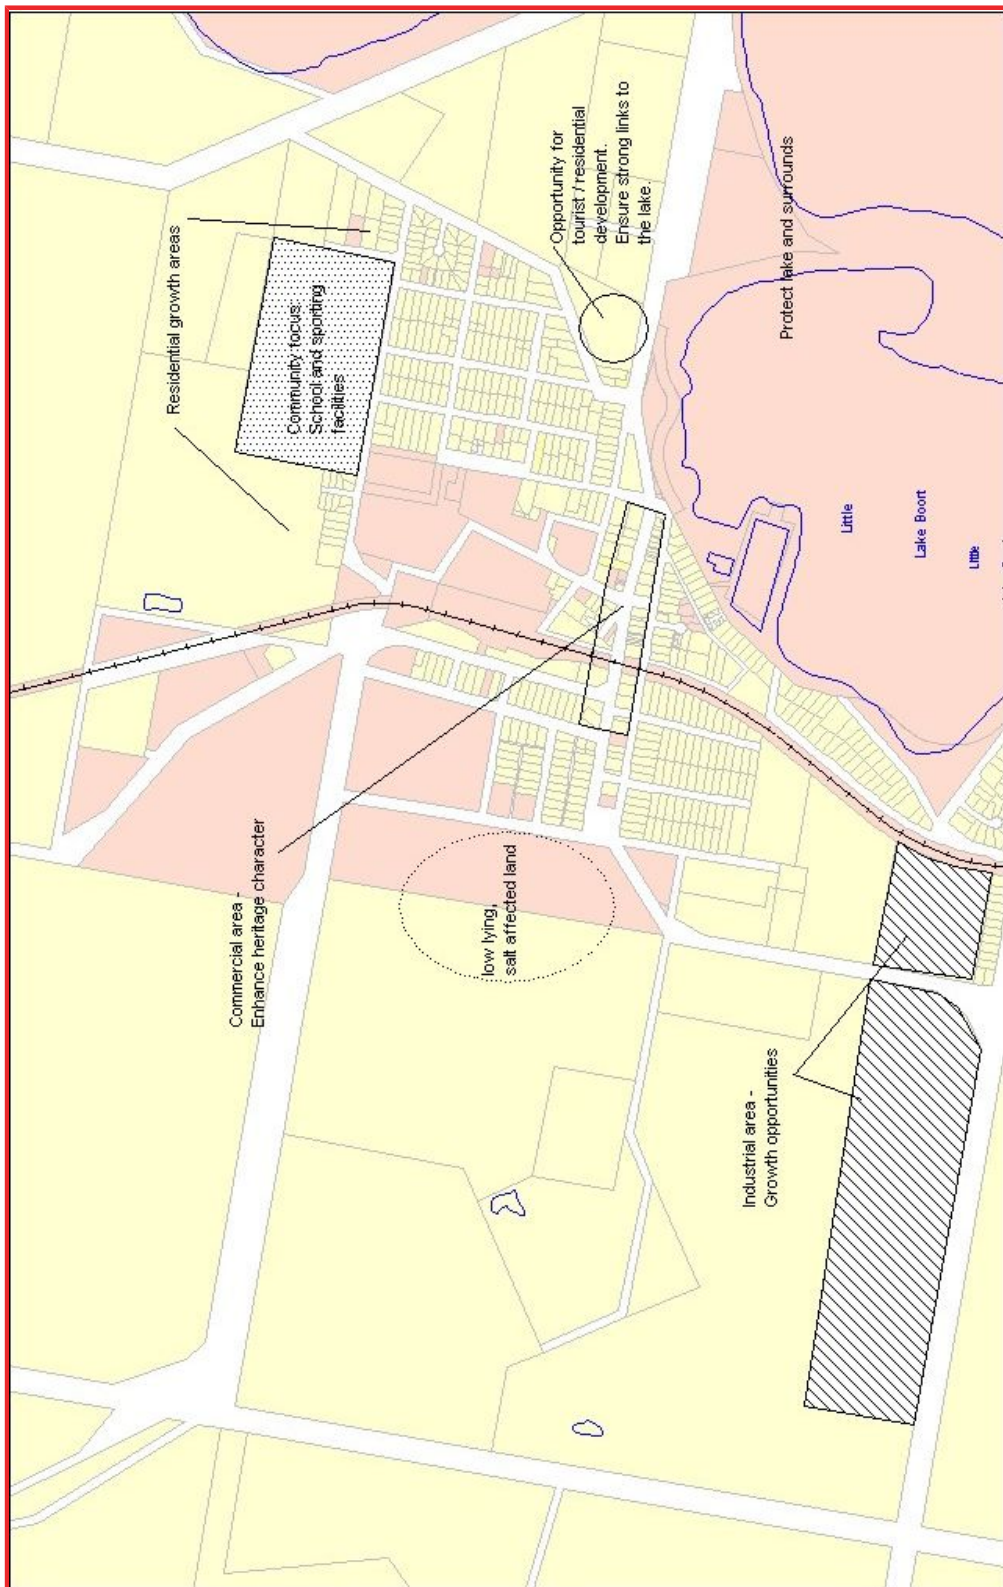 Residential growth areas
Community focus:
School and sporting
facilities
Opportunity for
tourist / residential
development.
Ensure strong links to
the lake.
Protect lake and surrounds
Commercial area -
Enhance heritage character
low lying,
salt affected land
Industrial area -
Growth opportunities
Little
Lake Boort
Little